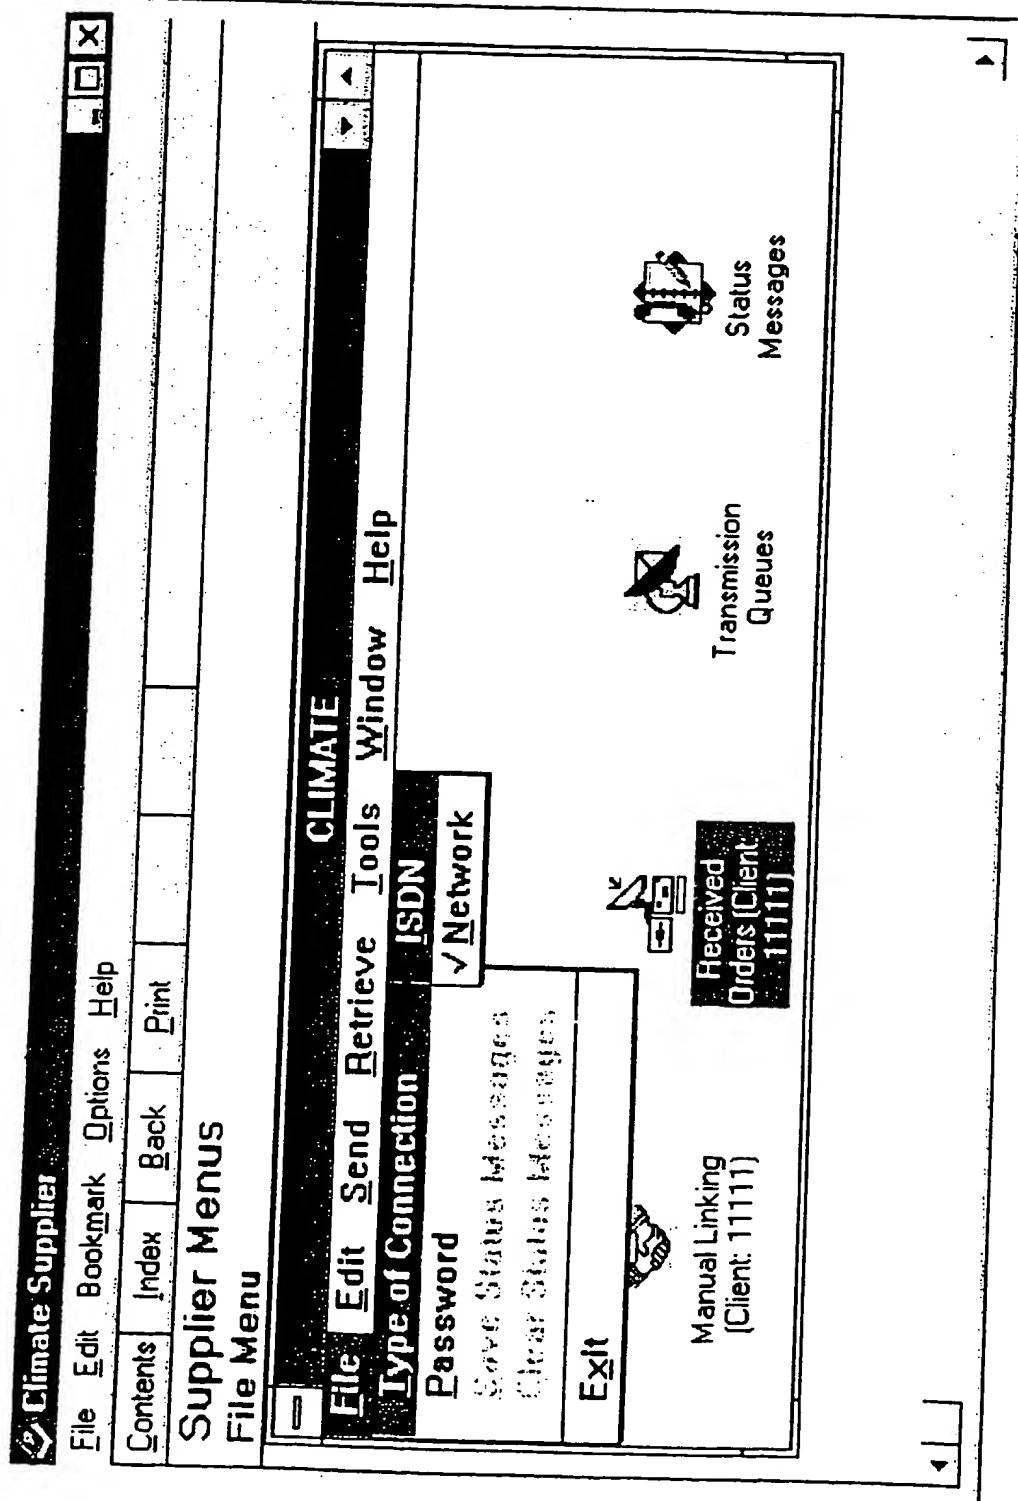 Climate Supplier
File Edit Bookmark Options Help
Contents Index Back Print
Supplier Menus
File Menu
CLIMATE
File Edit Send Retrieve Tools Window Help
Type of Connection ISDN
Password √Network
Save Status Messages
Clear Status Messages
Exit
Manual Linking
(Client: 11111)
Received
Orders (Client:
11111)
Transmission
Queues
Status
Messages